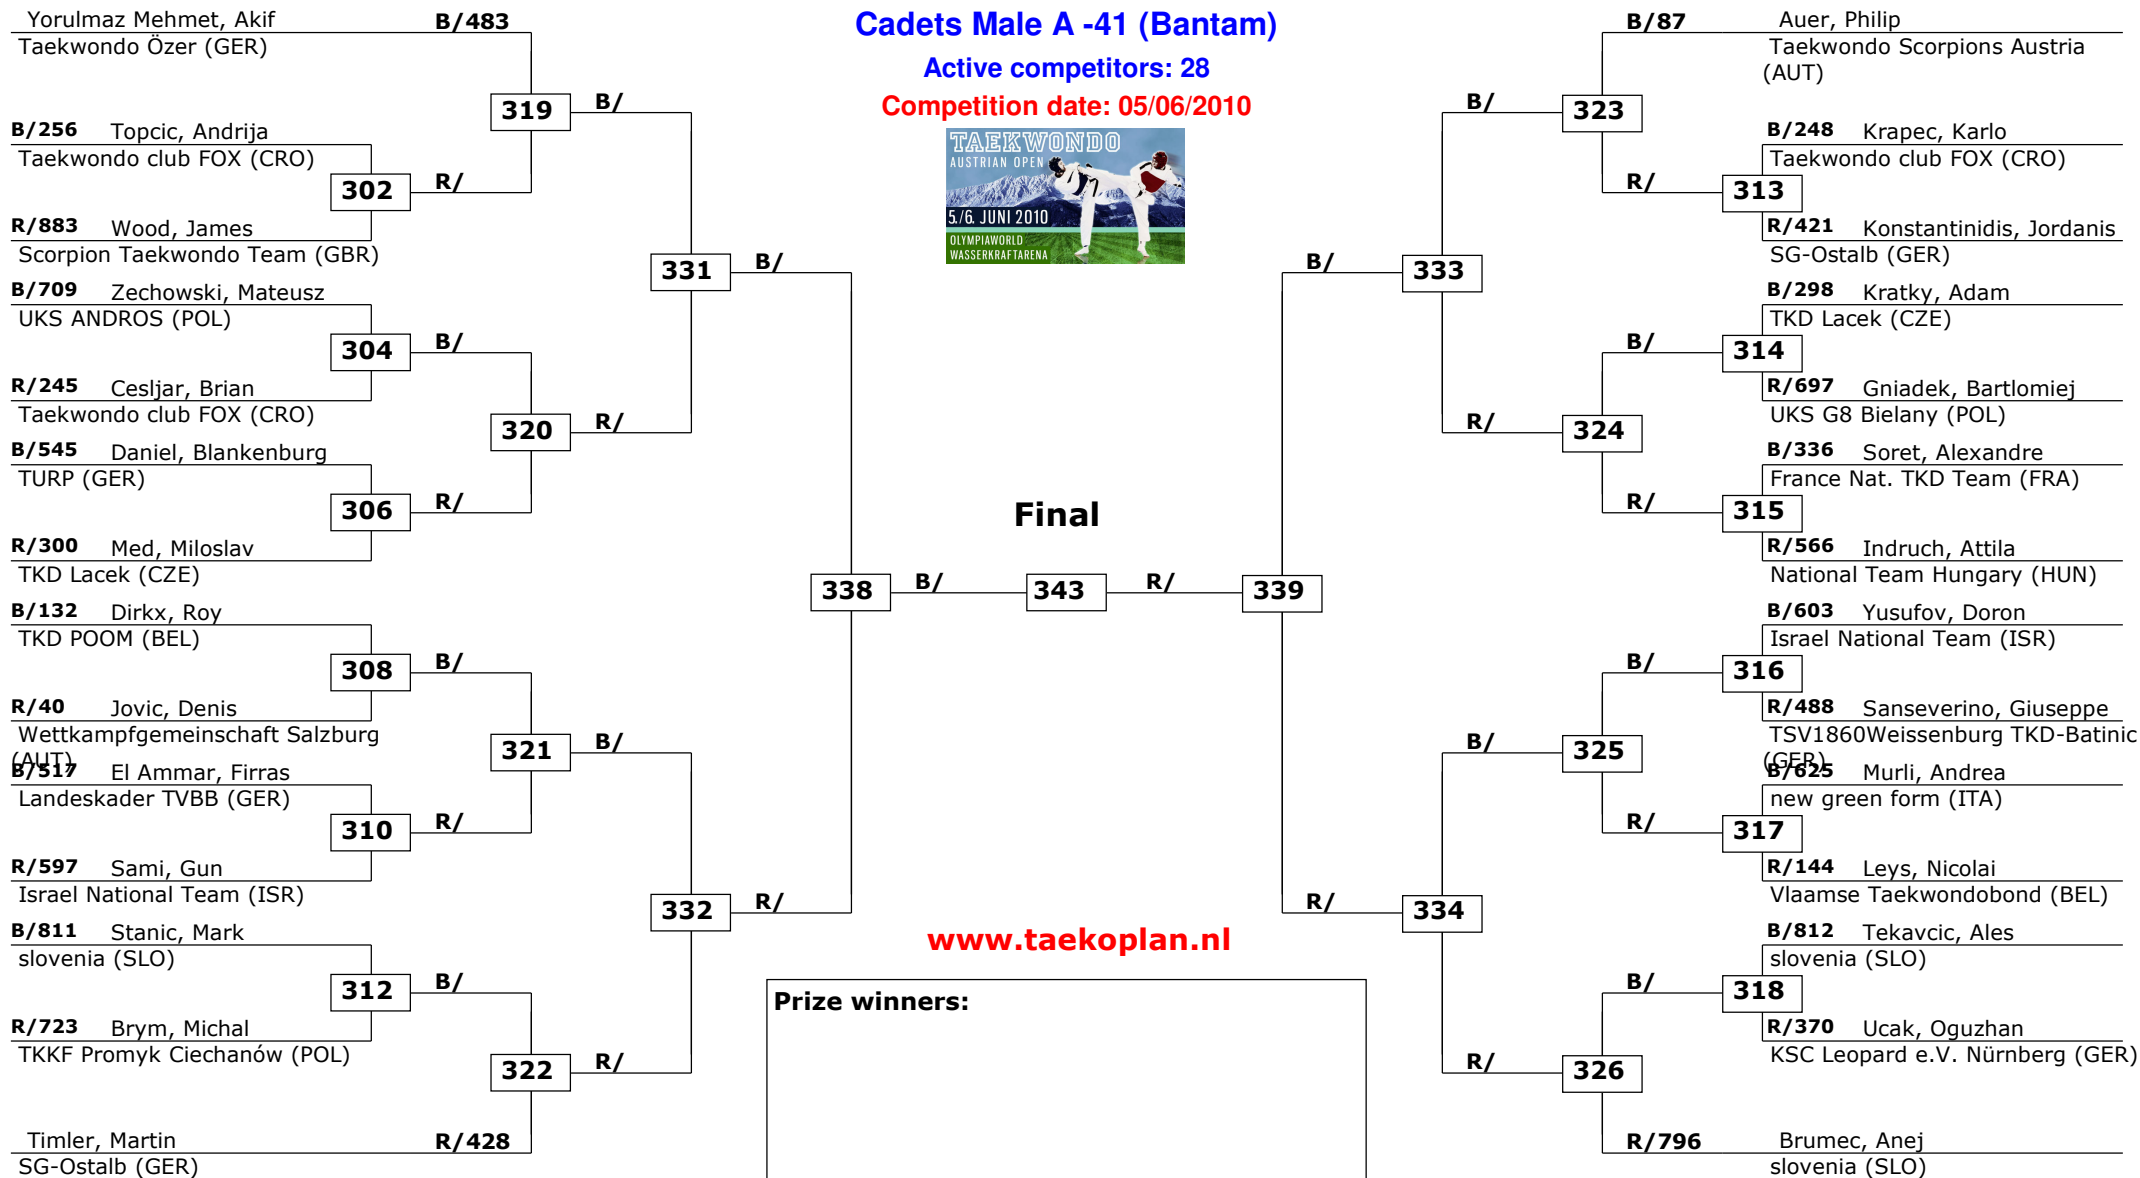 Cadets Male A -41 (Bantam)
Active competitors: 28
Competition date: 05/06/2010
TAEKWONDO
AUSTRIAN OPEN
5./6. JUNI 2010
OLYMPIAWORLD
WASSERKRAFTARENA
Yorulmaz Mehmet, Akif B/483
Taekwondo Özer (GER)
319 B/
B/256 Topcic, Andrija
Taekwondo club FOX (CRO)
302 R/
R/883 Wood, James
Scorpion Taekwondo Team (GBR)
331 B/
B/709 Zechowski, Mateusz
UKS ANDROS (POL)
304 B/
R/245 Cesljar, Brian
Taekwondo club FOX (CRO)
320 R/
B/545 Daniel, Blankenburg
TURP (GER)
306 R/
R/300 Med, Miloslav
TKD Lacek (CZE)
338 B/
B/132 Dirkx, Roy
TKD POOM (BEL)
308 B/
R/40 Jovic, Denis
Wettkampfgemeinschaft Salzburg
(AUT)
321 B/
B/517 El Ammar, Firras
Landeskader TVBB (GER)
310 R/
R/597 Sami, Gun
Israel National Team (ISR)
332 R/
B/811 Stanic, Mark
slovenia (SLO)
312 B/
R/723 Brym, Michal
TKKF Promyk Ciechanów (POL)
322 R/
Timler, Martin R/428
SG-Ostalb (GER)
Final
343
B/87 Auer, Philip
Taekwondo Scorpions Austria
(AUT)
B/ 323
B/248 Krapec, Karlo
Taekwondo club FOX (CRO)
R/ 313
R/421 Konstantinidis, Jordanis
SG-Ostalb (GER)
B/ 333
B/298 Kratky, Adam
TKD Lacek (CZE)
B/ 314
R/697 Gniadek, Bartlomiej
UKS G8 Bielany (POL)
R/ 324
B/336 Soret, Alexandre
France Nat. TKD Team (FRA)
R/ 315
R/566 Indruch, Attila
National Team Hungary (HUN)
R/ 339
B/603 Yusufov, Doron
Israel National Team (ISR)
B/ 316
R/488 Sanseverino, Giuseppe
TSV1860Weissenburg TKD-Batinic
(GER)
B/ 325
B/625 Murli, Andrea
new green form (ITA)
R/ 317
R/144 Leys, Nicolai
Vlaamse Taekwondobond (BEL)
R/ 334
B/812 Tekavcic, Ales
slovenia (SLO)
B/ 318
R/370 Ucak, Oguzhan
KSC Leopard e.V. Nürnberg (GER)
R/ 326
R/796 Brumec, Anej
slovenia (SLO)
www.taekoplan.nl
Prize winners: